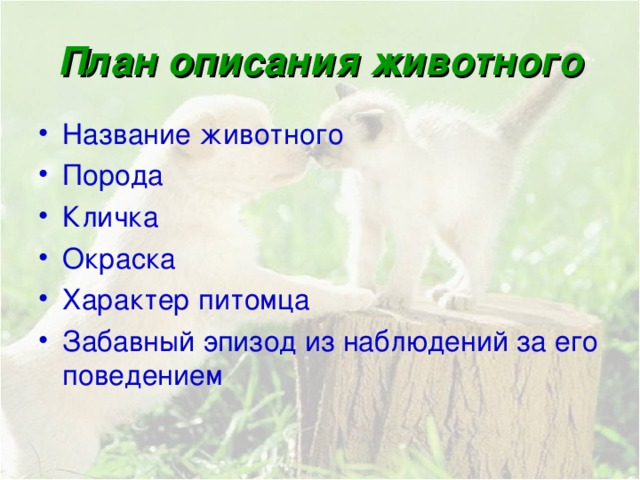 План описания животного
• Название животного
• Порода
• Кличка
• Окраска
• Характер питомца
• Забавный эпизод из наблюдений за его
поведением